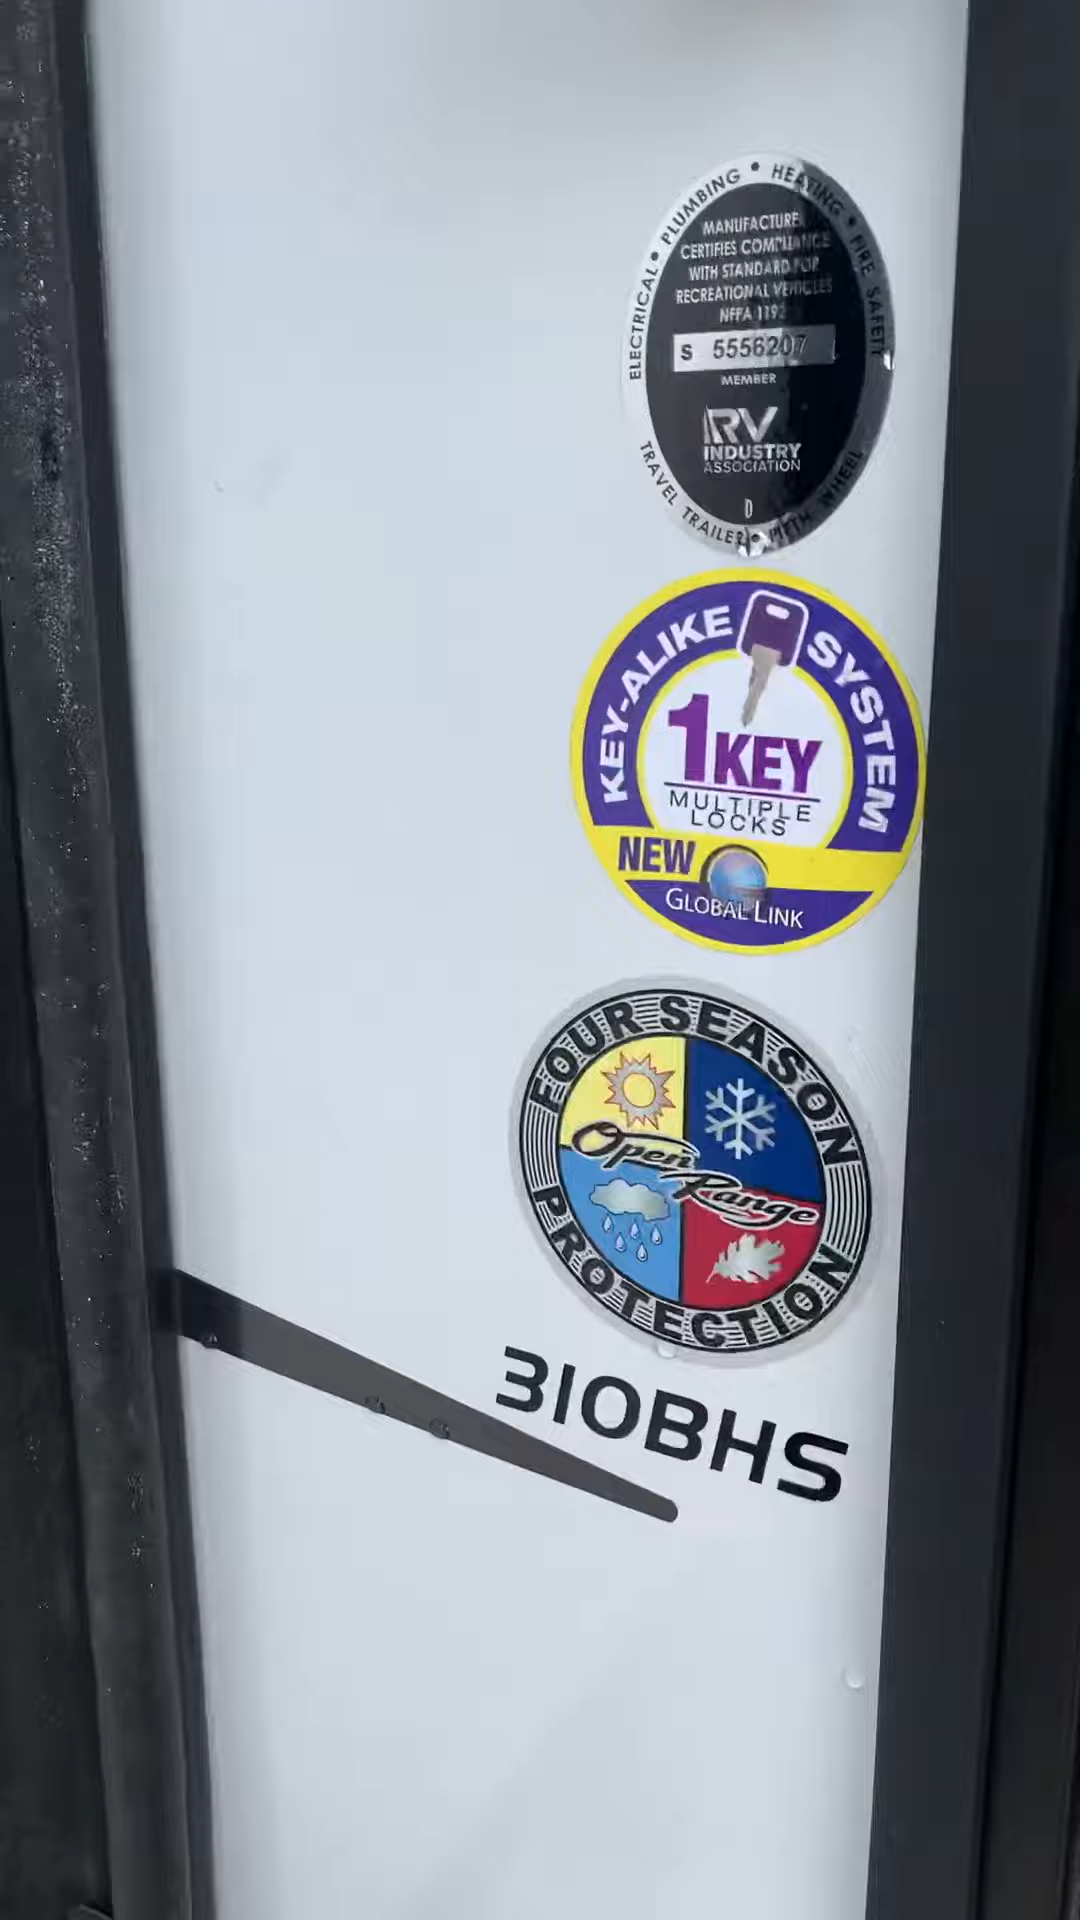 ELECTRICAL • PLUMBING • HEATING • FIRE SAFETY
MANUFACTURER
CERTIFIES COMPLIANCE
WITH STANDARD FOR
RECREATIONAL VEHICLES
NFPA 1192
S 5556207
MEMBER
RV
INDUSTRY
ASSOCIATION
D
TRAVEL TRAILER • FIFTH WHEEL
KEY-ALIKE SYSTEM
1KEY
MULTIPLE
LOCKS
NEW
GLOBAL LINK
FOUR SEASON
Open
Range
PROTECTION
310BHS